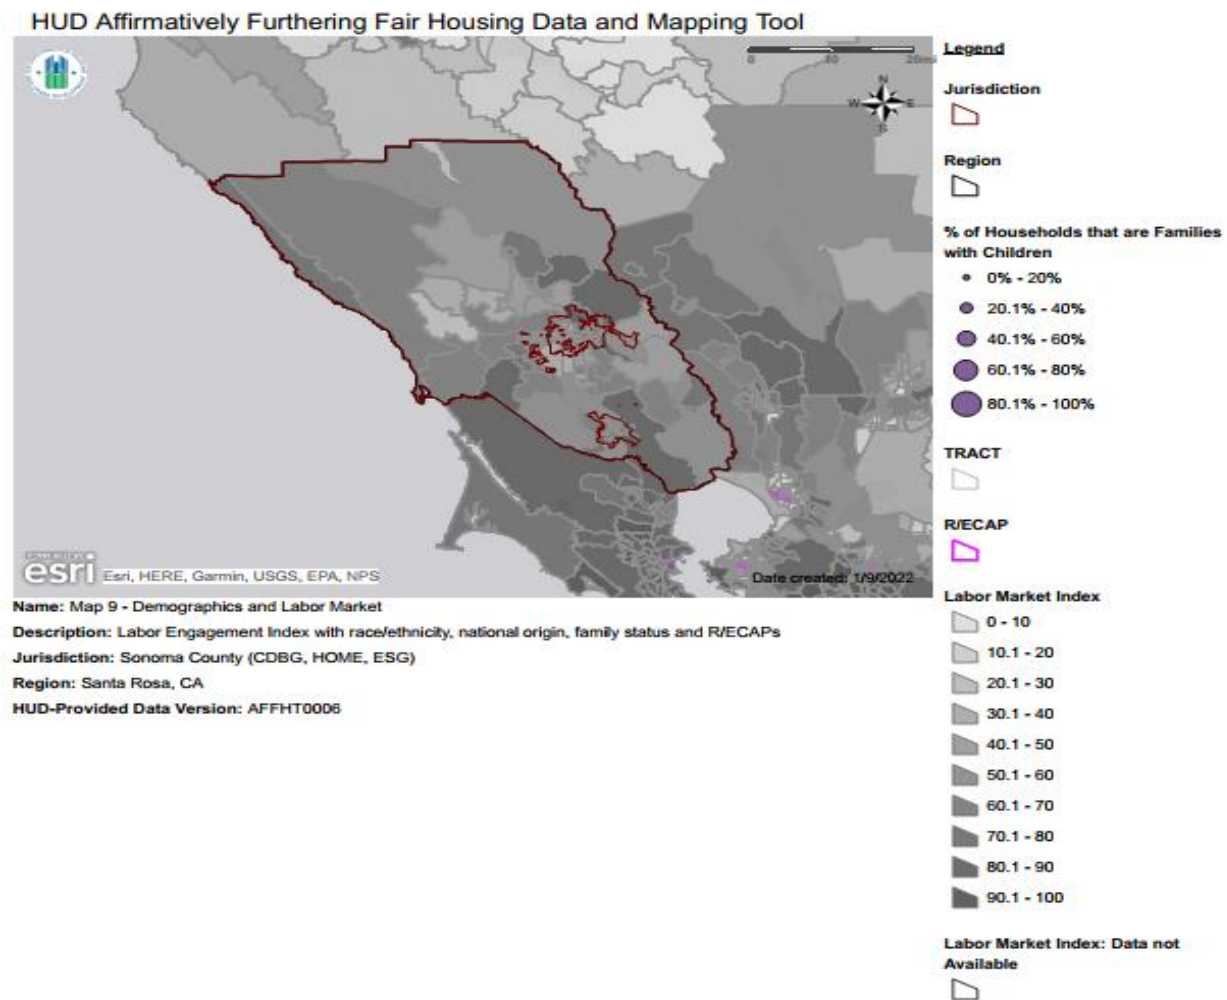 HUD Affirmatively Furthering Fair Housing Data and Mapping Tool
0 20mi
N
W E
S
esri Esri, HERE, Garmin, USGS, EPA, NPS
Date created: 1/9/2022
Name: Map 9 - Demographics and Labor Market
Description: Labor Engagement Index with race/ethnicity, national origin, family status and R/ECAPs
Jurisdiction: Sonoma County (CDBG, HOME, ESG)
Region: Santa Rosa, CA
HUD-Provided Data Version: AFFHT0006
Legend
Jurisdiction
Region
% of Households that are Families
with Children
0% - 20%
20.1% - 40%
40.1% - 60%
60.1% - 80%
80.1% - 100%
TRACT
R/ECAP
Labor Market Index
0 - 10
10.1 - 20
20.1 - 30
30.1 - 40
40.1 - 50
50.1 - 60
60.1 - 70
70.1 - 80
80.1 - 90
90.1 - 100
Labor Market Index: Data not
Available